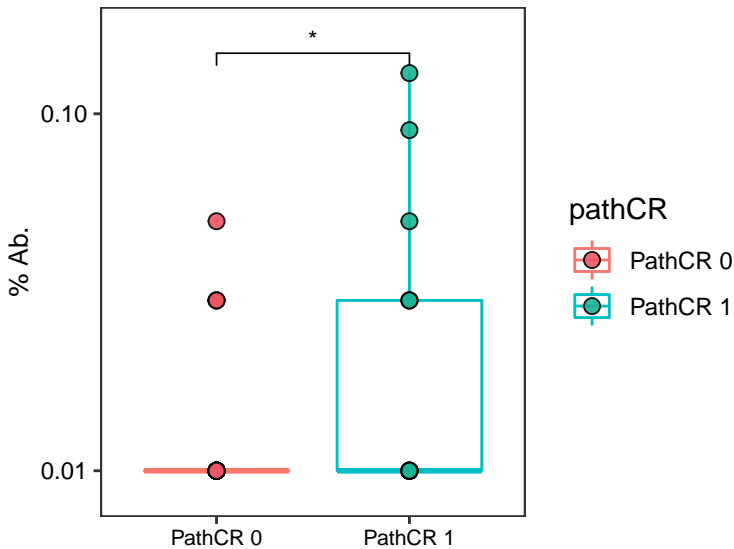 *
0.10
0.01
% Ab.
PathCR 0
PathCR 1
pathCR
PathCR 0
PathCR 1